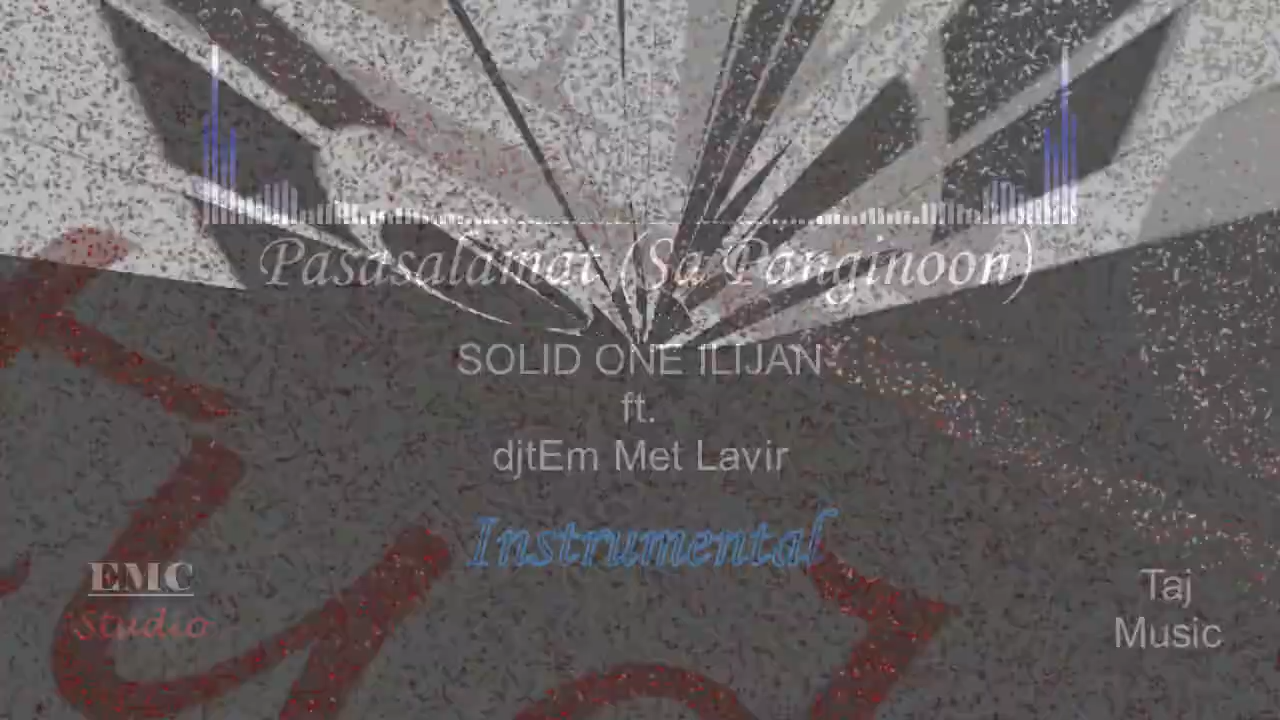 Pasasalamat (Sa Panginoon)
SOLID ONE ILIJAN
ft.
djtEm Met Lavir
Instrumental
EMC
Studio
Taj
Music